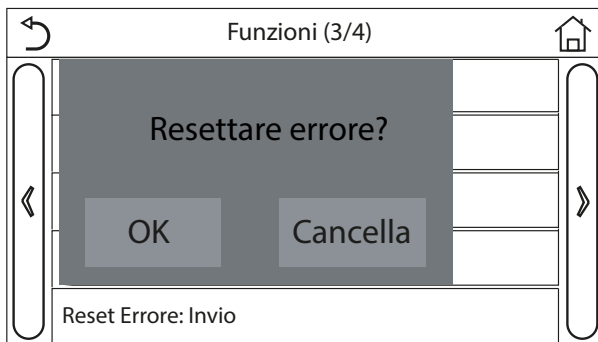 Funzioni (3/4)
Resettare errore?
OK
Cancella
Reset Errore: Invio